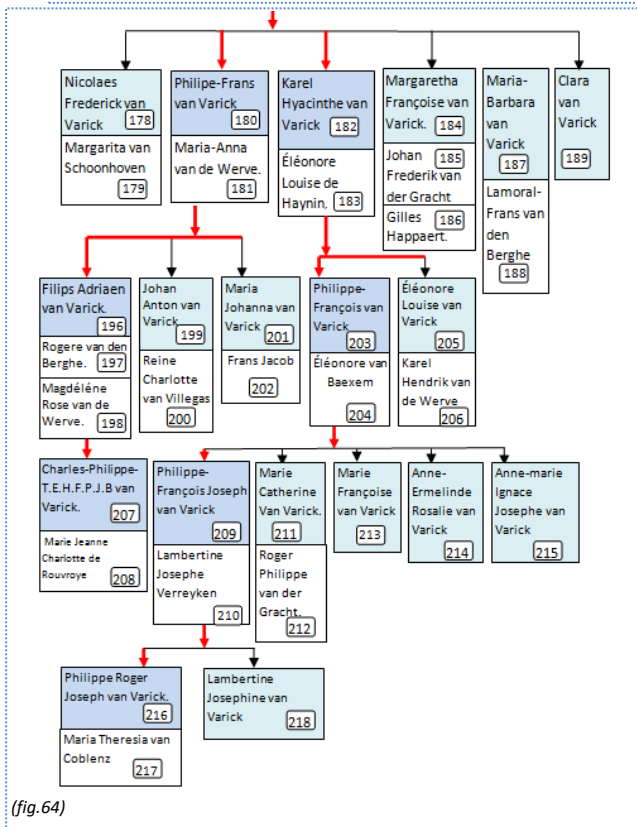 Nicolaes
Frederick van
Varick 178
Margarita van
Schoonhoven
179
Philipe-Frans
van Varick
180
Maria-Anna
van de Werve.
181
Karel
Hyacinthe van
Varick 182
Éléonore
Louise de
Haynin, 183
Margaretha
Françoise van
Varick. 184
Johan 185
Frederik van
der Gracht
Gilles 186
Happaert.
Maria-
Barbara
van
Varick
187
Lamoral-
Frans van
den
Berghe
188
Clara
van
Varick
189
Filips Adriaen
van Varick.
196
Rogere van den
Berghe. 197
Magdéléne
Rose van de
Werve. 198
Johan
Anton van
Varick
199
Reine
Charlotte
van Villegas
200
Maria
Johanna van
Varick 201
Frans Jacob
202
Philippe-
François van
Varick
203
Éléonore van
Baexem
204
Éléonore
Louise van
Varick
205
Karel
Hendrik van
de Werve
206
Charles-Philippe-
T.E.H.F.P.J.B van
Varick.
207
Marie Jeanne
Charlotte de
Rouvroye 208
Philippe-
François Joseph
van Varick
209
Lambertine
Josephe
Verreyken
210
Marie
Catherine
Van Varick.
211
Roger
Philippe
van der
Gracht.
212
Marie
Françoise
van Varick
213
Anne-
Ermelinde
Rosalie van
Varick
214
Anne-marie
Ignace
Josephe van
Varick
215
Philippe Roger
Joseph van Varick.
216
Maria Theresia van
Coblenz 217
Lambertine
Josephine van
Varick 218
(fig.64)